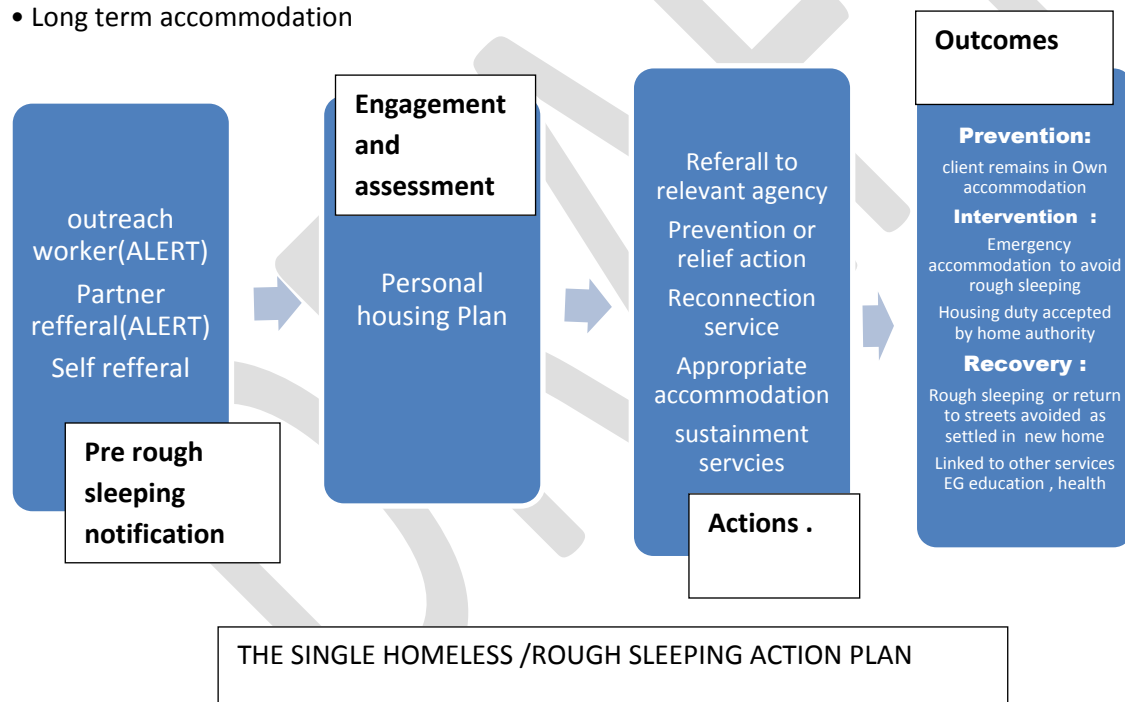 • Long term accommodation
outreach
worker(ALERT)
Partner
refferal(ALERT)
Self refferal
Pre rough
sleeping
notification
Engagement
and
assessment
Personal
housing Plan
Referall to
relevant agency
Prevention or
relief action
Reconnection
service
Appropriate
accommodation
sustainment
servcies
Actions .
Outcomes
Prevention:
client remains in Own
accommodation
Intervention :
Emergency
accommodation to avoid
rough sleeping
Housing duty accepted
by home authority
Recovery :
Rough sleeping or return
to streets avoided as
settled in new home
Linked to other services
EG education , health
THE SINGLE HOMELESS /ROUGH SLEEPING ACTION PLAN